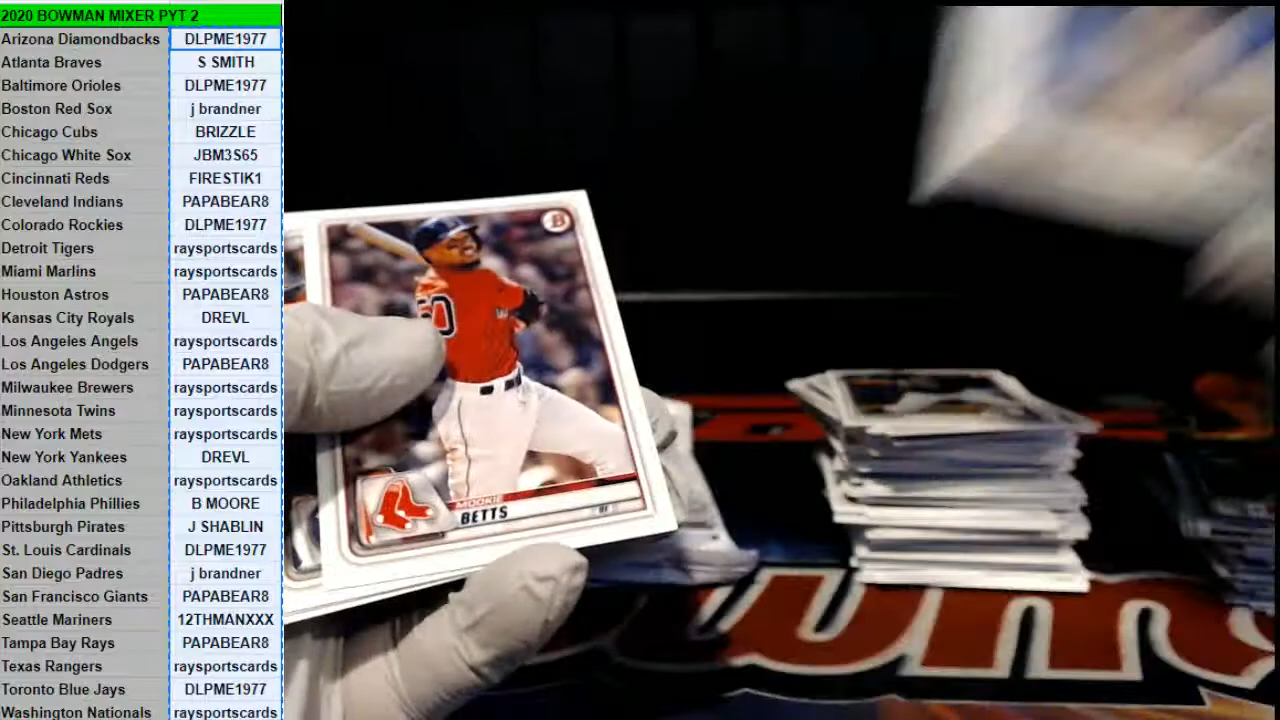 2020 BOWMAN MIXER PYT 2
Arizona Diamondbacks DLPME1977
Atlanta Braves S SMITH
Baltimore Orioles DLPME1977
Boston Red Sox j brandner
Chicago Cubs BRIZZLE
Chicago White Sox JBM3S65
Cincinnati Reds FIRESTIK1
Cleveland Indians PAPABEAR8
Colorado Rockies DLPME1977
Detroit Tigers raysportscards
Miami Marlins raysportscards
Houston Astros PAPABEAR8
Kansas City Royals DREVL
Los Angeles Angels raysportscards
Los Angeles Dodgers PAPABEAR8
Milwaukee Brewers raysportscards
Minnesota Twins raysportscards
New York Mets raysportscards
New York Yankees DREVL
Oakland Athletics raysportscards
Philadelphia Phillies B MOORE
Pittsburgh Pirates J SHABLIN
St. Louis Cardinals DLPME1977
San Diego Padres j brandner
San Francisco Giants PAPABEAR8
Seattle Mariners 12THMANXXX
Tampa Bay Rays PAPABEAR8
Texas Rangers raysportscards
Toronto Blue Jays DLPME1977
Washington Nationals raysportscards
B
50
MOOKIE
BETTS